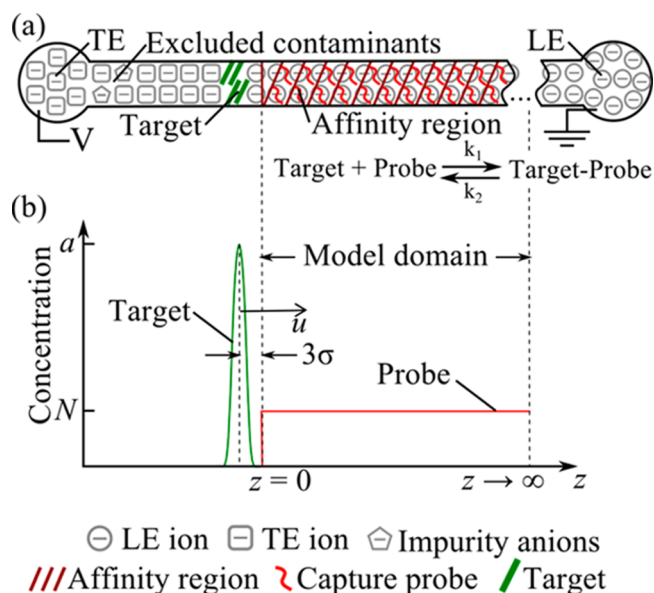 (a)
TE
Excluded contaminants
LE
V
Target
Affinity region
...
Target + Probe k₁ k₂ Target-Probe
(b)
Concentration
a
Target
u
3σ
Model domain
N
Probe
z = 0
z → ∞
z
LE ion TE ion Impurity anions
Affinity region Capture probe Target